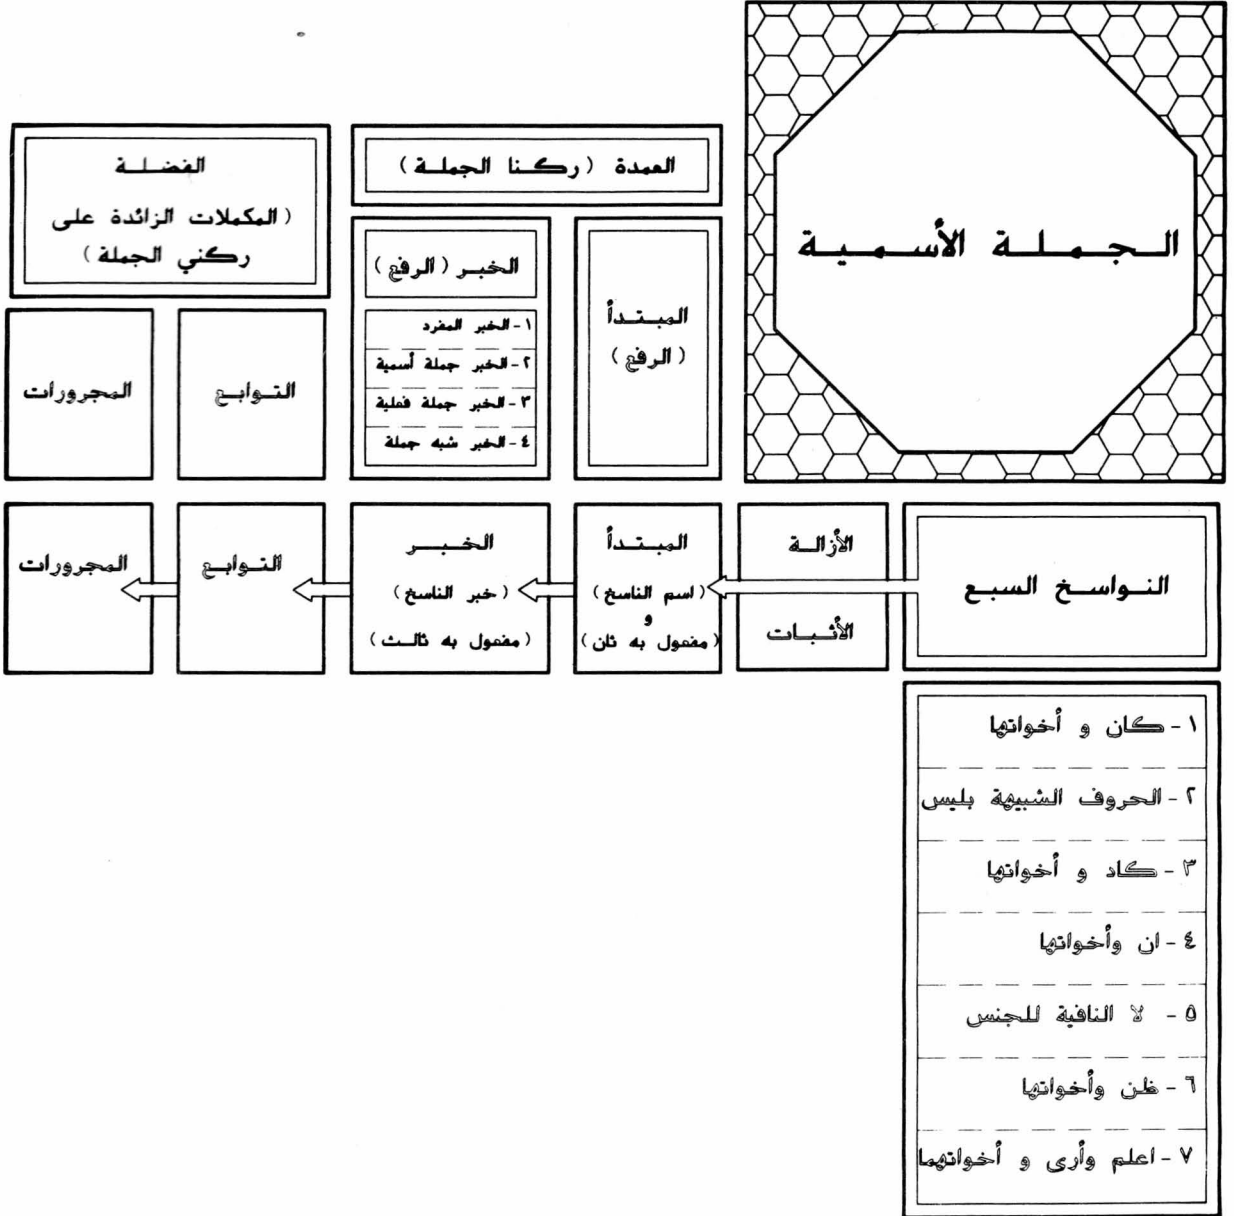 الجملة الأسمية
العمدة (ركنا الجملة)
المبتدأ
(الرفع)
الخبر (الرفع)
١ - الخبر المفرد
٢ - الخبر جملة أسمية
٣ - الخبر جملة فعلية
٤ - الخبر شبه جملة
الفضلة
(المكملات الزائدة على
ركني الجملة)
التوابع
المجرورات
النواسخ السبع
الأزالة
الأثبات
المبتدأ
(اسم الناسخ)
و
(مفعول به ثان)
الخبر
(خبر الناسخ)
(مفعول به ثالث)
التوابع
المجرورات
١ - كان و أخواتها
٢ - الحروف الشبيهة بليس
٣ - كاد و أخواتها
٤ - ان وأخواتها
٥ - لا النافية للجنس
٦ - ظن وأخواتها
٧ - اعلم وأرى و أخواتهما